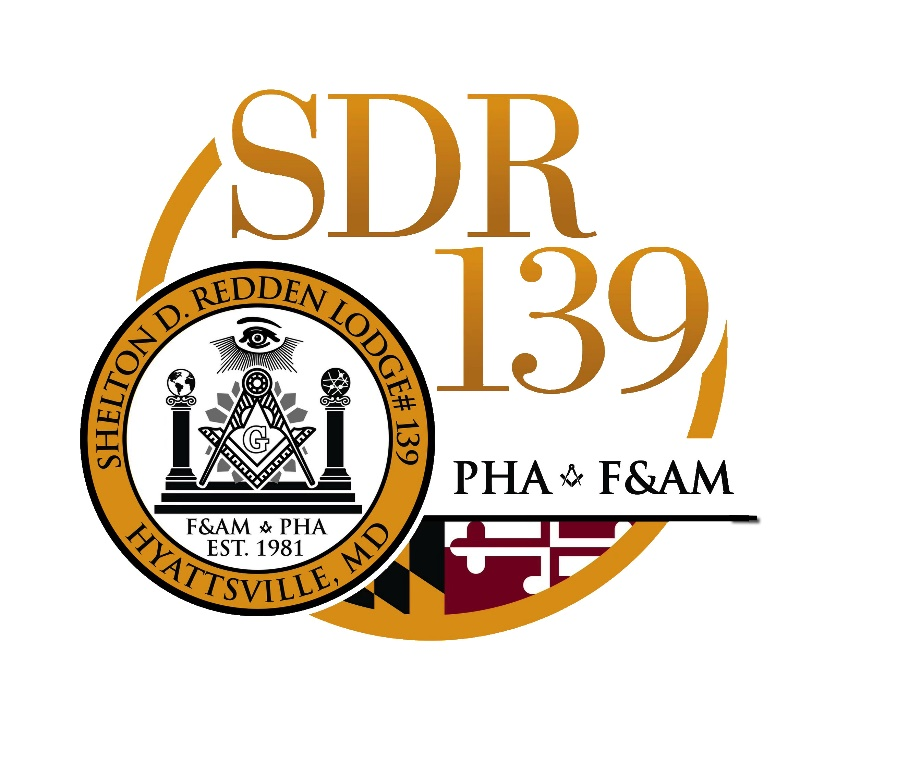 SDR
139
SHELTON D. REDDEN LODGE# 139
G
F&AM PHA
EST. 1981
HYATTSVILLE, MD
PHA F&AM